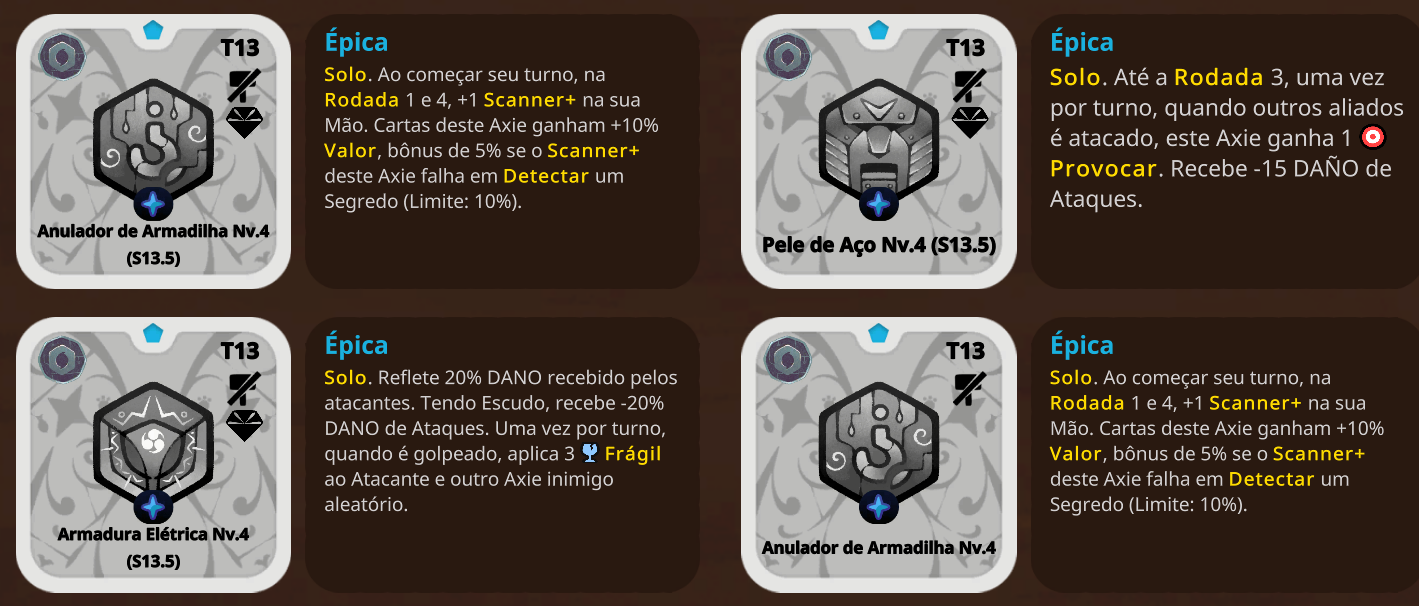 T13
Anulador de Armadilha Nv.4
(S13.5)
Épica
Solo. Ao começar seu turno, na
Rodada 1 e 4, +1 Scanner+ na sua
Mão. Cartas deste Axie ganham +10%
Valor, bônus de 5% se o Scanner+
deste Axie falha em Detectar um
Segredo (Limite: 10%).
T13
Pele de Aço Nv.4 (S13.5)
Épica
Solo. Até a Rodada 3, uma vez
por turno, quando outros aliados
é atacado, este Axie ganha 1
Provocar. Recebe -15 DAÑO de
Ataques.
T13
Armadura Elétrica Nv.4
(S13.5)
Épica
Solo. Reflete 20% DANO recebido pelos
atacantes. Tendo Escudo, recebe -20%
DANO de Ataques. Uma vez por turno,
quando é golpeado, aplica 3 Frágil
ao Atacante e outro Axie inimigo
aleatório.
T13
Anulador de Armadilha Nv.4
Épica
Solo. Ao começar seu turno, na
Rodada 1 e 4, +1 Scanner+ na sua
Mão. Cartas deste Axie ganham +10%
Valor, bônus de 5% se o Scanner+
deste Axie falha em Detectar um
Segredo (Limite: 10%).